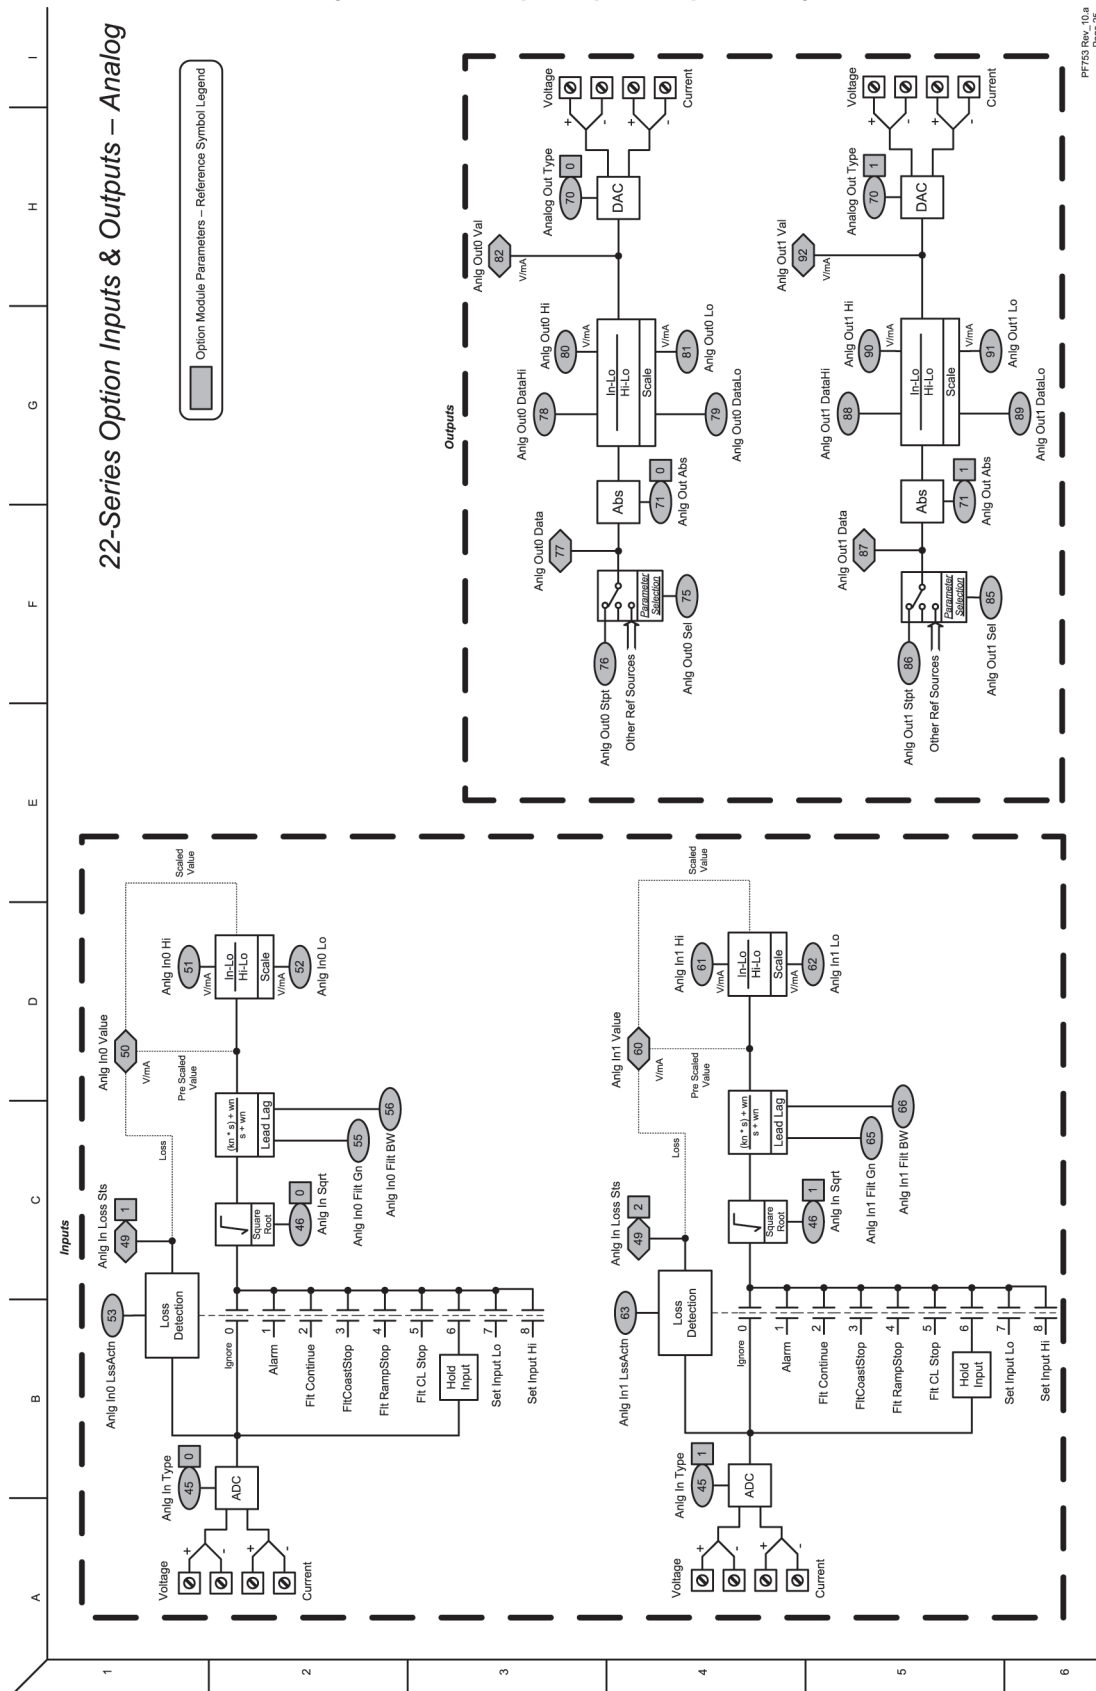 22-Series Option Inputs & Outputs – Analog
Option Module Parameters – Reference Symbol Legend
PF753 Rev_10.a
A
B
C
D
E
F
G
H
I
1
2
3
4
5
6
Inputs
Voltage
+
-
+
-
Current
Anlg In Type
45
0
ADC
Anlg In0 LssActn
53
Loss
Detection
Anlg In Loss Sts
49
1
Loss
Ignore
0
Alarm
1
Flt Continue
2
FltCoastStop
3
Flt RampStop
4
Flt CL Stop
5
Hold
Input
6
Set Input Lo
7
Set Input Hi
8
Square
Root
46
0
Anlg In Sqrt
(kn * s) + wn
s + wn
Lead Lag
55
Anlg In0 Filt Gn
56
Anlg In0 Filt BW
Anlg In0 Value
50
V/mA
Pre Scaled
Value
Scaled
Value
Anlg In0 Hi
51
V/mA
In-Lo
Hi-Lo
Scale
V/mA
52
Anlg In0 Lo
Voltage
+
-
+
-
Current
Anlg In Type
45
1
ADC
Anlg In1 LssActn
63
Loss
Detection
Anlg In Loss Sts
49
2
Loss
Ignore
0
Alarm
1
Flt Continue
2
FltCoastStop
3
Flt RampStop
4
Flt CL Stop
5
Hold
Input
6
Set Input Lo
7
Set Input Hi
8
Square
Root
46
1
Anlg In Sqrt
(kn * s) + wn
s + wn
Lead Lag
65
Anlg In1 Filt Gn
66
Anlg In1 Filt BW
Anlg In1 Value
60
V/mA
Pre Scaled
Value
Scaled
Value
Anlg In1 Hi
61
V/mA
In-Lo
Hi-Lo
Scale
V/mA
62
Anlg In1 Lo
Outputs
76
Anlg Out0 Stpt
Other Ref Sources
Parameter
Selection
75
Anlg Out0 Sel
Anlg Out0 Data
77
Abs
71
0
Anlg Out Abs
Anlg Out0 DataHi
78
Anlg Out0 Hi
80
V/mA
In-Lo
Hi-Lo
Scale
V/mA
79
Anlg Out0 DataLo
81
Anlg Out0 Lo
Anlg Out0 Val
82
V/mA
Analog Out Type
70
0
DAC
Voltage
+
-
+
-
Current
86
Anlg Out1 Stpt
Other Ref Sources
Parameter
Selection
85
Anlg Out1 Sel
Anlg Out1 Data
87
Abs
71
1
Anlg Out Abs
Anlg Out1 DataHi
88
Anlg Out1 Hi
90
V/mA
In-Lo
Hi-Lo
Scale
V/mA
89
Anlg Out1 DataLo
91
Anlg Out1 Lo
Anlg Out1 Val
92
V/mA
Analog Out Type
70
1
DAC
Voltage
+
-
+
-
Current